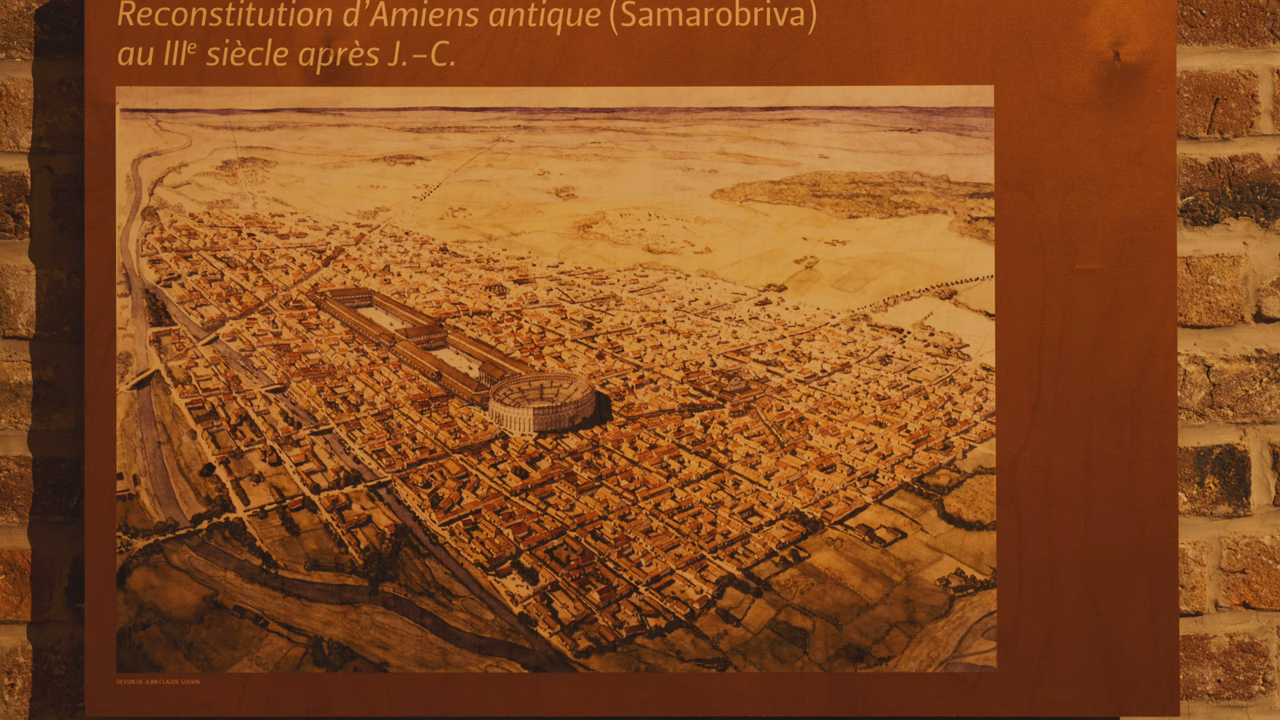 Reconstitution d'Amiens antique (Samarobriva)
au IIIᵉ siècle après J.-C.
DESSIN DE JEAN CLAUDE GOLVIN